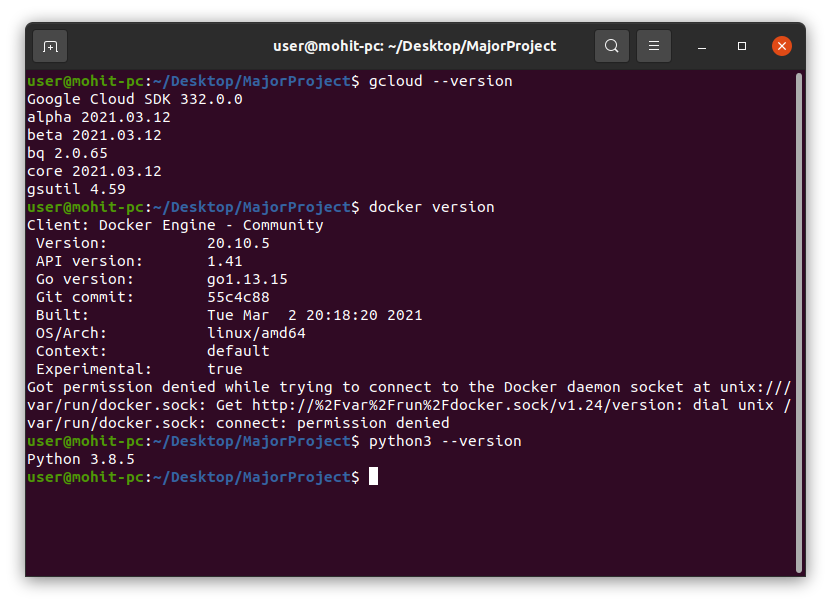 user@mohit-pc: ~/Desktop/MajorProject
user@mohit-pc:~/Desktop/MajorProject$ gcloud --version
Google Cloud SDK 332.0.0
alpha 2021.03.12
beta 2021.03.12
bq 2.0.65
core 2021.03.12
gsutil 4.59
user@mohit-pc:~/Desktop/MajorProject$ docker version
Client: Docker Engine - Community
 Version:           20.10.5
 API version:       1.41
 Go version:        go1.13.15
 Git commit:        55c4c88
 Built:             Tue Mar  2 20:18:20 2021
 OS/Arch:           linux/amd64
 Context:           default
 Experimental:      true
Got permission denied while trying to connect to the Docker daemon socket at unix:///
var/run/docker.sock: Get http://%2Fvar%2Frun%2Fdocker.sock/v1.24/version: dial unix /
var/run/docker.sock: connect: permission denied
user@mohit-pc:~/Desktop/MajorProject$ python3 --version
Python 3.8.5
user@mohit-pc:~/Desktop/MajorProject$